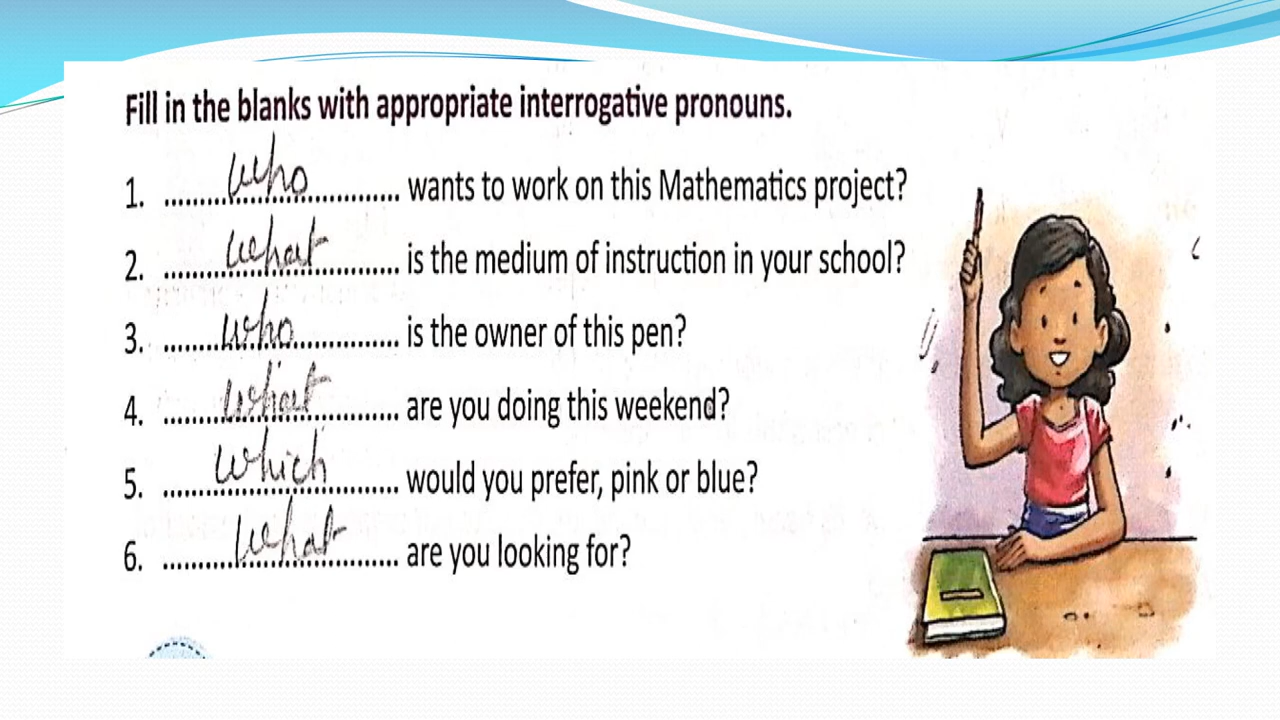 Fill in the blanks with appropriate interrogative pronouns.
1. .......who.......... wants to work on this Mathematics project?
2. .......what.......... is the medium of instruction in your school?
3. .......who.......... is the owner of this pen?
4. .......what.......... are you doing this weekend?
5. .......which.......... would you prefer, pink or blue?
6. .......what.......... are you looking for?